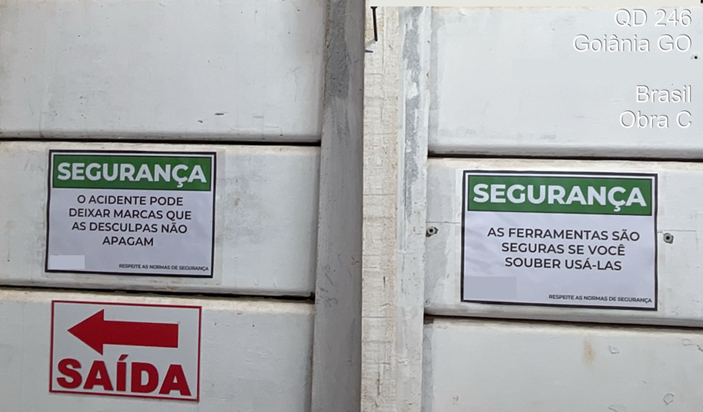 QD 246
Goiânia GO
Brasil
Obra C
SEGURANÇA
O ACIDENTE PODE
DEIXAR MARCAS QUE
AS DESCULPAS NÃO
APAGAM
RESPEITE AS NORMAS DE SEGURANÇA
SAÍDA
SEGURANÇA
AS FERRAMENTAS SÃO
SEGURAS SE VOCÊ
SOUBER USÁ-LAS
RESPEITE AS NORMAS DE SEGURANÇA